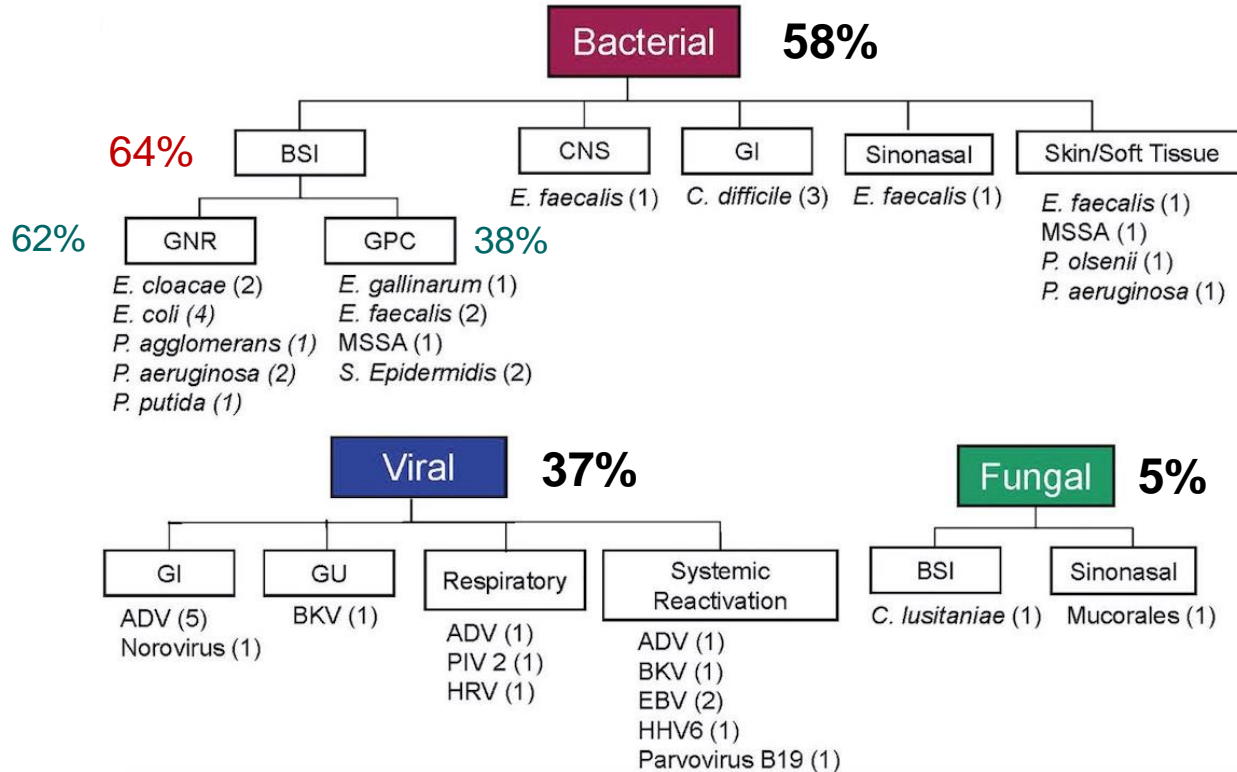 Bacterial 58%
64% BSI
CNS
GI
Sinonasal
Skin/Soft Tissue
62% GNR
GPC 38%
E. cloacae (2)
E. coli (4)
P. agglomerans (1)
P. aeruginosa (2)
P. putida (1)
E. gallinarum (1)
E. faecalis (2)
MSSA (1)
S. Epidermidis (2)
E. faecalis (1)
C. difficile (3)
E. faecalis (1)
E. faecalis (1)
MSSA (1)
P. olsenii (1)
P. aeruginosa (1)
Viral 37%
GI
ADV (5)
Norovirus (1)
GU
BKV (1)
Respiratory
ADV (1)
PIV 2 (1)
HRV (1)
Systemic
Reactivation
ADV (1)
BKV (1)
EBV (2)
HHV6 (1)
Parvovirus B19 (1)
Fungal 5%
BSI
C. lusitaniae (1)
Sinonasal
Mucorales (1)